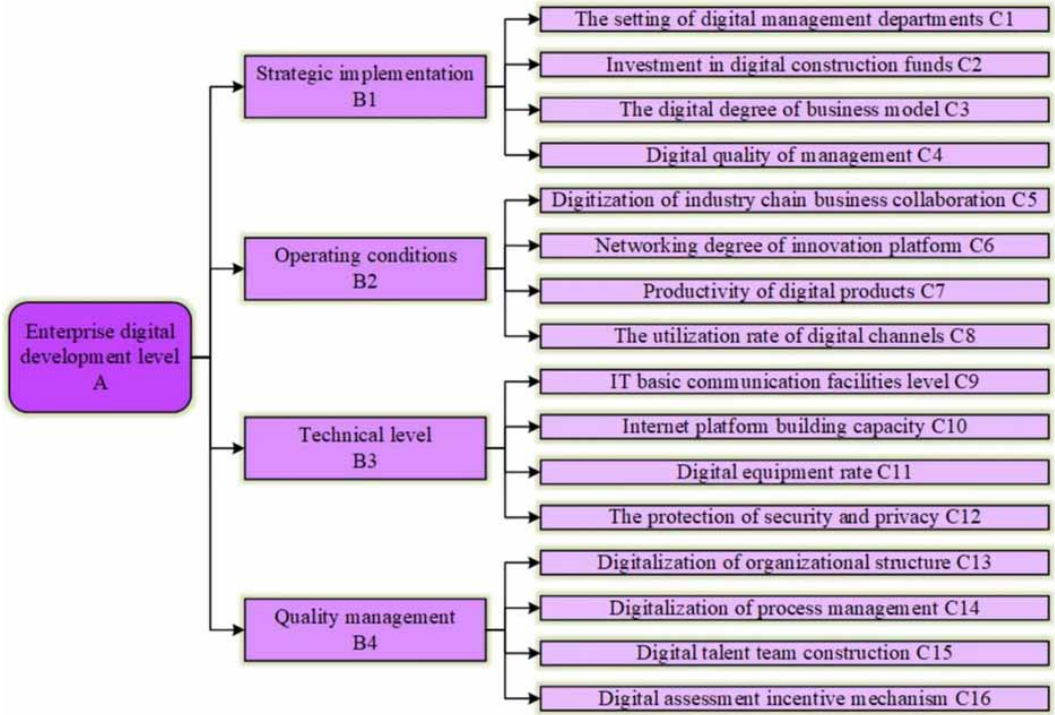 Enterprise digital
development level
A
Strategic implementation
B1
The setting of digital management departments C1
Investment in digital construction funds C2
The digital degree of business model C3
Digital quality of management C4
Operating conditions
B2
Digitization of industry chain business collaboration C5
Networking degree of innovation platform C6
Productivity of digital products C7
The utilization rate of digital channels C8
Technical level
B3
IT basic communication facilities level C9
Internet platform building capacity C10
Digital equipment rate C11
The protection of security and privacy C12
Quality management
B4
Digitalization of organizational structure C13
Digitalization of process management C14
Digital talent team construction C15
Digital assessment incentive mechanism C16